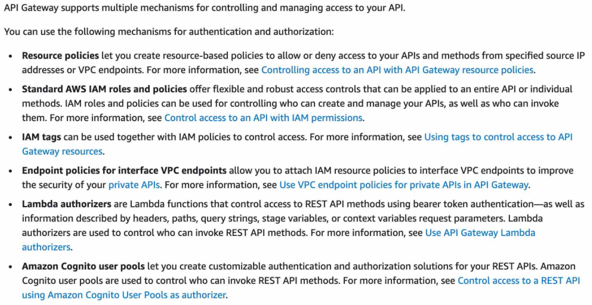 API Gateway supports multiple mechanisms for controlling and managing access to your API.
You can use the following mechanisms for authentication and authorization:
• Resource policies let you create resource-based policies to allow or deny access to your APIs and methods from specified source IP
addresses or VPC endpoints. For more information, see Controlling access to an API with API Gateway resource policies.
• Standard AWS IAM roles and policies offer flexible and robust access controls that can be applied to an entire API or individual
methods. IAM roles and policies can be used for controlling who can create and manage your APIs, as well as who can invoke
them. For more information, see Control access to an API with IAM permissions.
• IAM tags can be used together with IAM policies to control access. For more information, see Using tags to control access to API
Gateway resources.
• Endpoint policies for interface VPC endpoints allow you to attach IAM resource policies to interface VPC endpoints to improve
the security of your private APIs. For more information, see Use VPC endpoint policies for private APIs in API Gateway.
• Lambda authorizers are Lambda functions that control access to REST API methods using bearer token authentication—as well as
information described by headers, paths, query strings, stage variables, or context variables request parameters. Lambda
authorizers are used to control who can invoke REST API methods. For more information, see Use API Gateway Lambda
authorizers.
• Amazon Cognito user pools let you create customizable authentication and authorization solutions for your REST APIs. Amazon
Cognito user pools are used to control who can invoke REST API methods. For more information, see Control access to a REST API
using Amazon Cognito User Pools as authorizer.